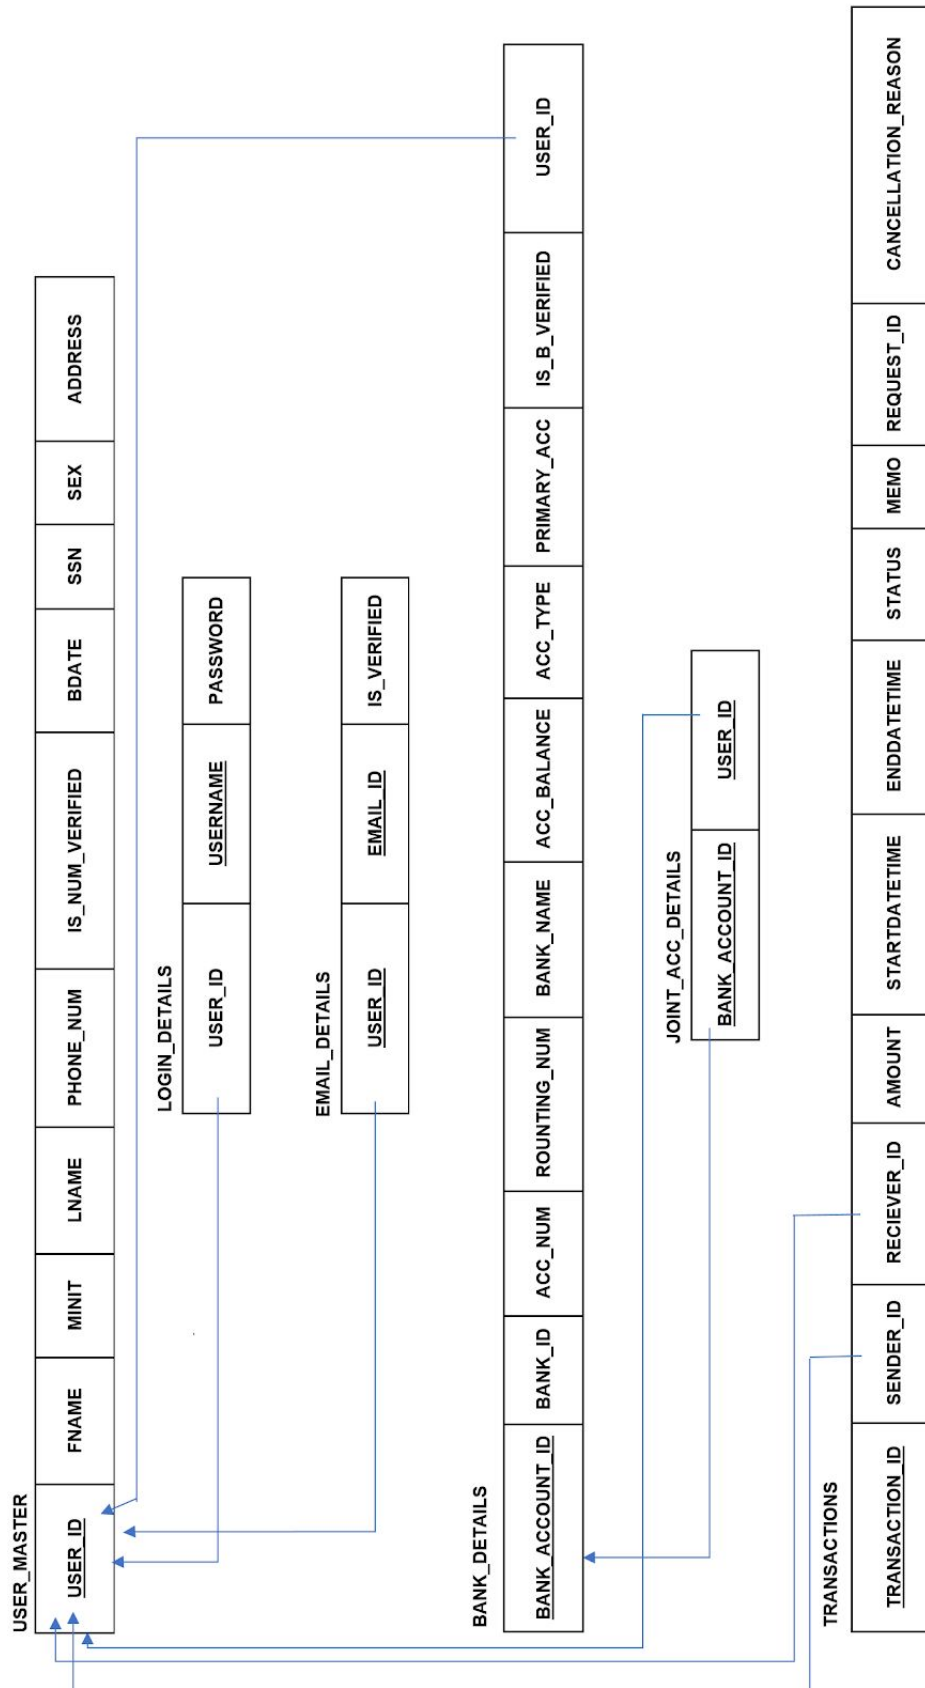 USER_MASTER
USER_ID FNAME MINIT LNAME PHONE_NUM IS_NUM_VERIFIED BDATE SSN SEX ADDRESS
LOGIN_DETAILS
USER_ID USERNAME PASSWORD
EMAIL_DETAILS
USER_ID EMAIL_ID IS_VERIFIED
BANK_DETAILS
BANK_ACCOUNT_ID BANK_ID ACC_NUM ROUNTING_NUM BANK_NAME ACC_BALANCE ACC_TYPE PRIMARY_ACC IS_B_VERIFIED USER_ID
JOINT_ACC_DETAILS
BANK_ACCOUNT_ID USER_ID
TRANSACTIONS
TRANSACTION_ID SENDER_ID RECIEVER_ID AMOUNT STARTDATETIME ENDDATETIME STATUS MEMO REQUEST_ID CANCELLATION_REASON